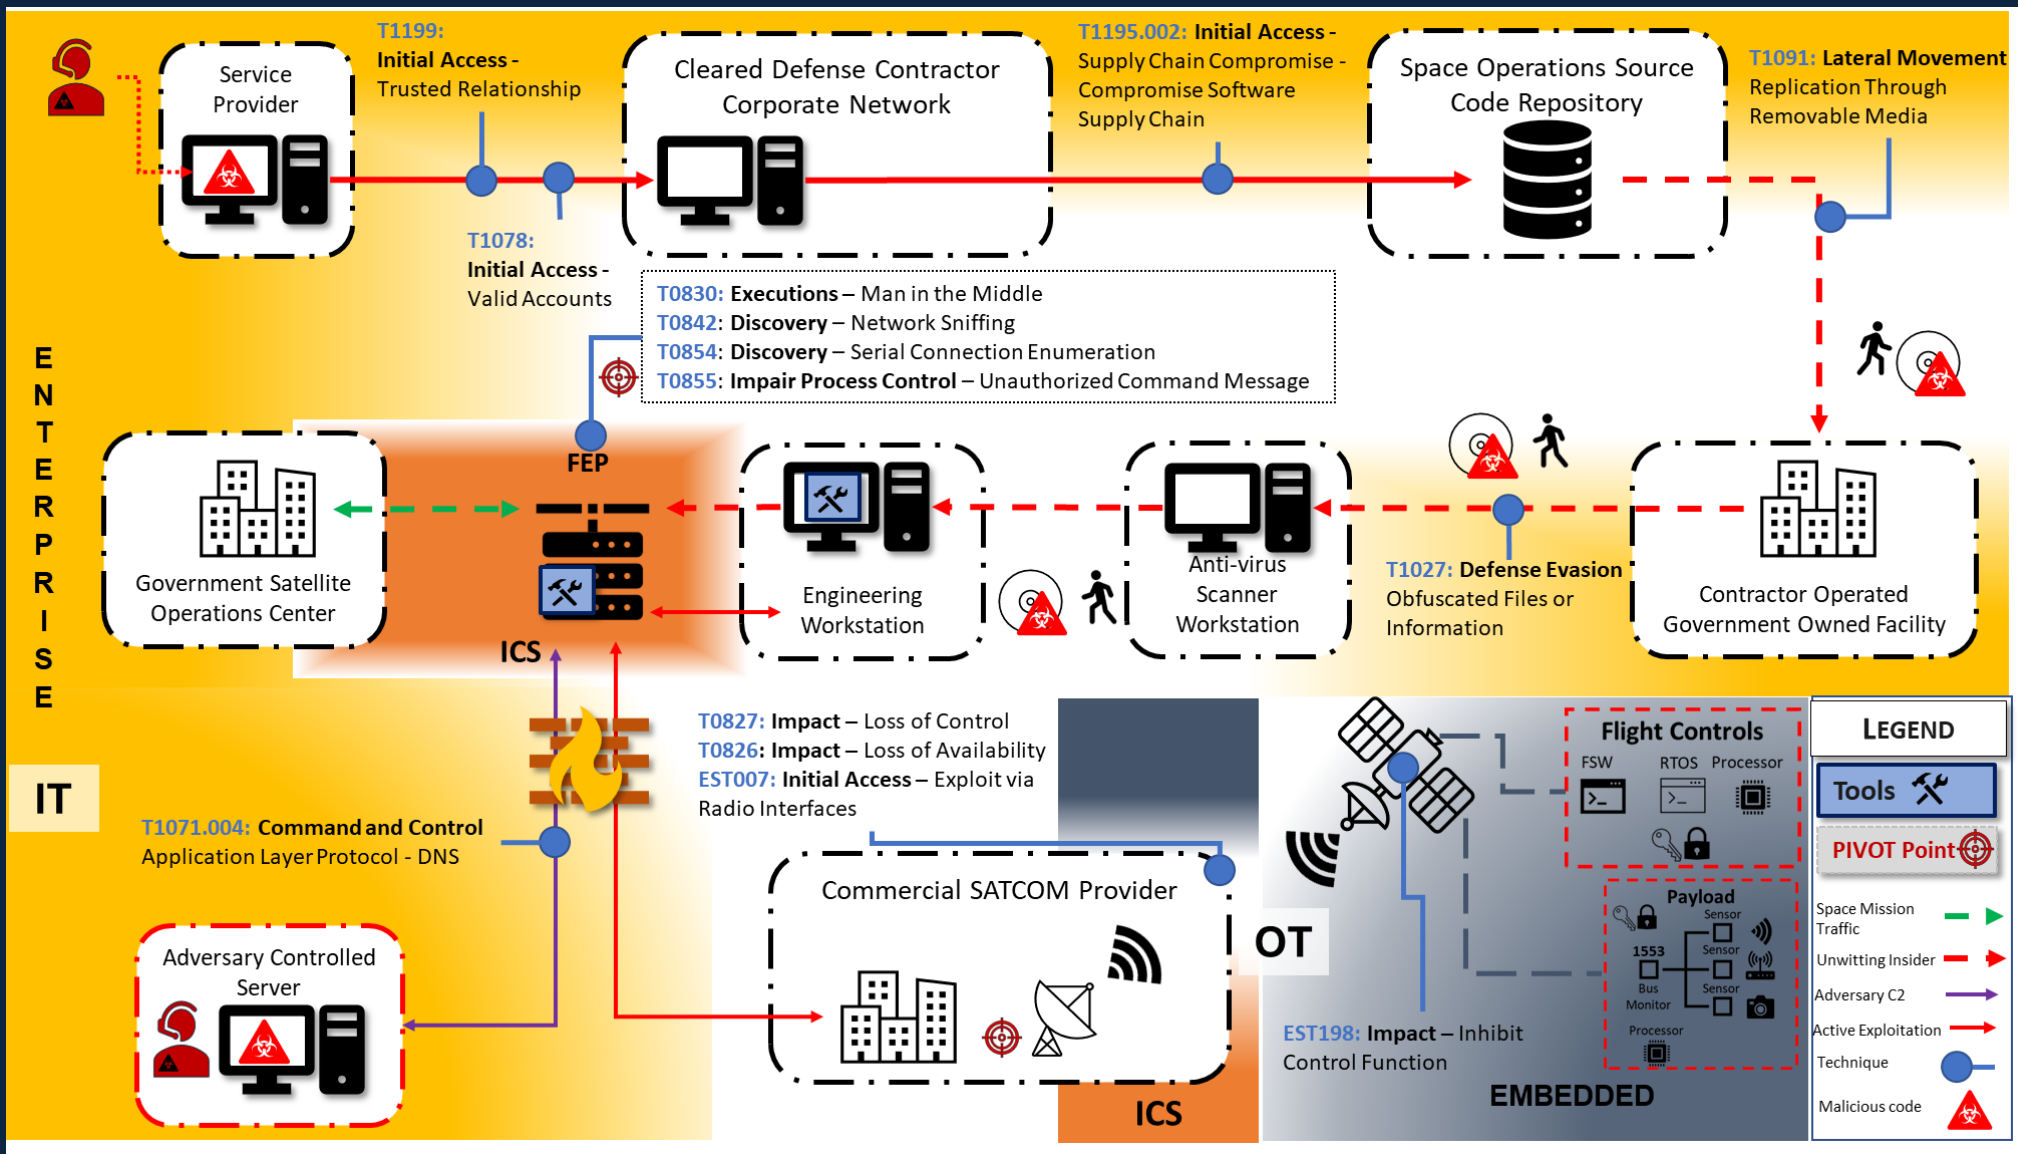 Service
Provider
T1199:
Initial Access -
Trusted Relationship
Cleared Defense Contractor
Corporate Network
T1195.002: Initial Access -
Supply Chain Compromise -
Compromise Software
Supply Chain
Space Operations Source
Code Repository
T1091: Lateral Movement
Replication Through
Removable Media
T1078:
Initial Access -
Valid Accounts
T0830: Executions – Man in the Middle
T0842: Discovery – Network Sniffing
T0854: Discovery – Serial Connection Enumeration
T0855: Impair Process Control – Unauthorized Command Message
ENTERPRISE
FEP
Government Satellite
Operations Center
ICS
Engineering
Workstation
Anti-virus
Scanner
Workstation
T1027: Defense Evasion
Obfuscated Files or
Information
Contractor Operated
Government Owned Facility
IT
T1071.004: Command and Control
Application Layer Protocol - DNS
T0827: Impact – Loss of Control
T0826: Impact – Loss of Availability
EST007: Initial Access – Exploit via
Radio Interfaces
Adversary Controlled
Server
Commercial SATCOM Provider
ICS
OT
EST198: Impact – Inhibit
Control Function
EMBEDDED
Flight Controls
FSW
RTOS
Processor
Payload
Sensor
1553
Sensor
Bus
Monitor
Sensor
Processor
LEGEND
Tools
PIVOT Point
Space Mission
Traffic
Unwitting Insider
Adversary C2
Active Exploitation
Technique
Malicious code